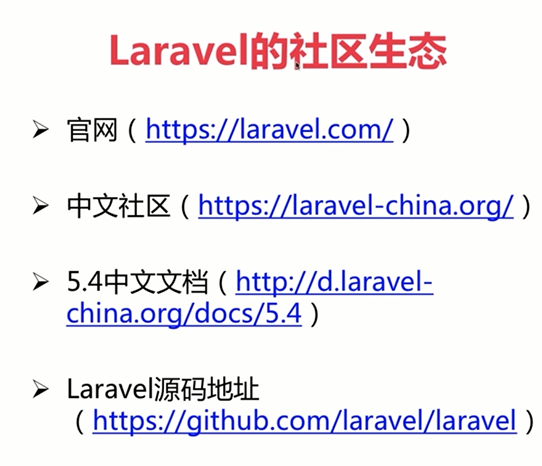 Laravel的社区生态
➢ 官网（https://laravel.com/）
➢ 中文社区（https://laravel-china.org/）
➢ 5.4中文文档（http://d.laravel-
china.org/docs/5.4）
➢ Laravel源码地址
（https://github.com/laravel/laravel）